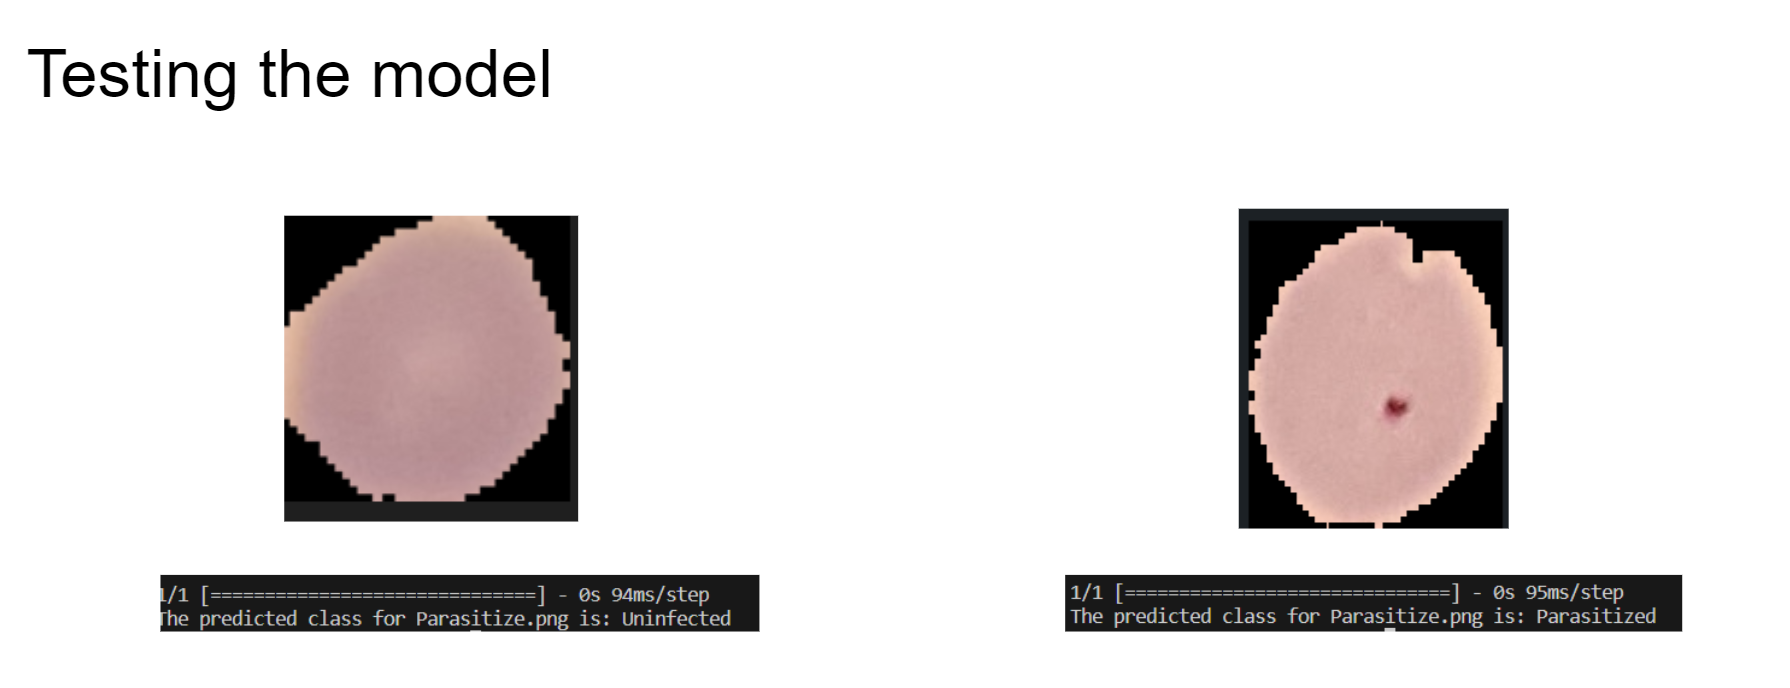 Testing the model
1/1 [==============================] - 0s 94ms/step
The predicted class for Parasitize.png is: Uninfected
1/1 [==============================] - 0s 95ms/step
The predicted class for Parasitize.png is: Parasitized